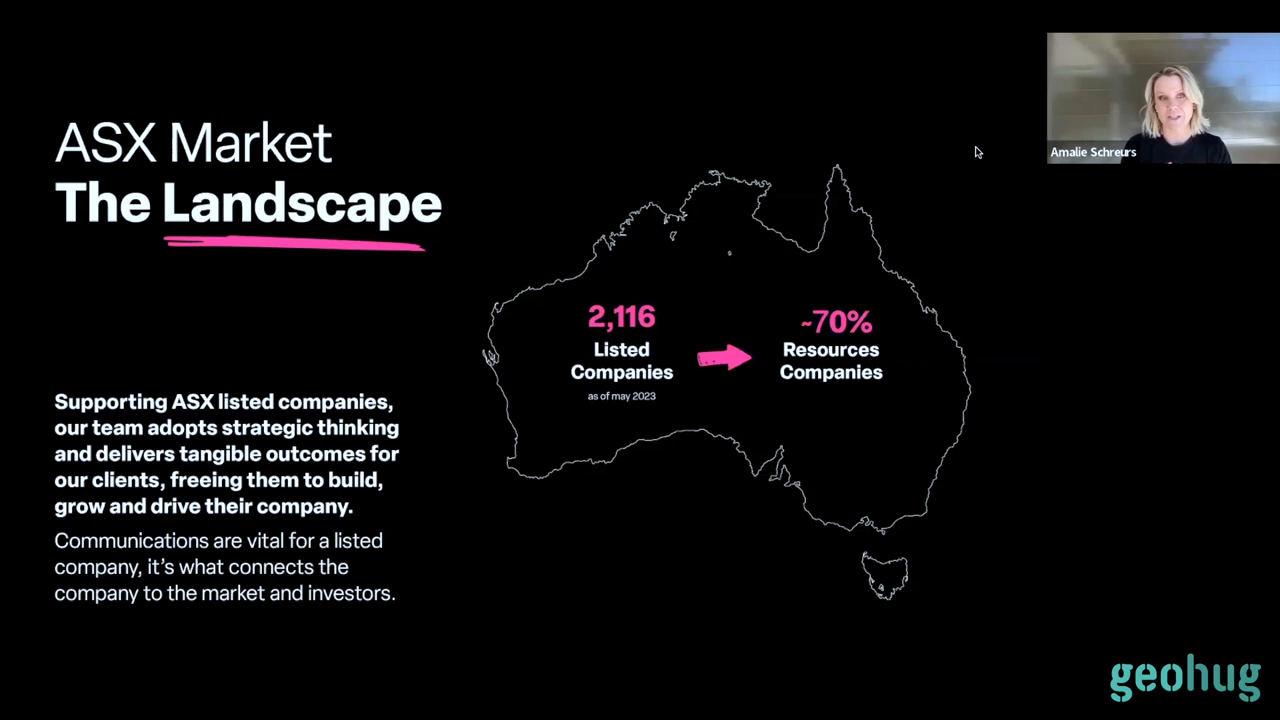 ASX Market
The Landscape
Amalie Schreurs
2,116
Listed
Companies
as of may 2023
~70%
Resources
Companies
Supporting ASX listed companies,
our team adopts strategic thinking
and delivers tangible outcomes for
our clients, freeing them to build,
grow and drive their company.
Communications are vital for a listed
company, it’s what connects the
company to the market and investors.
geohug